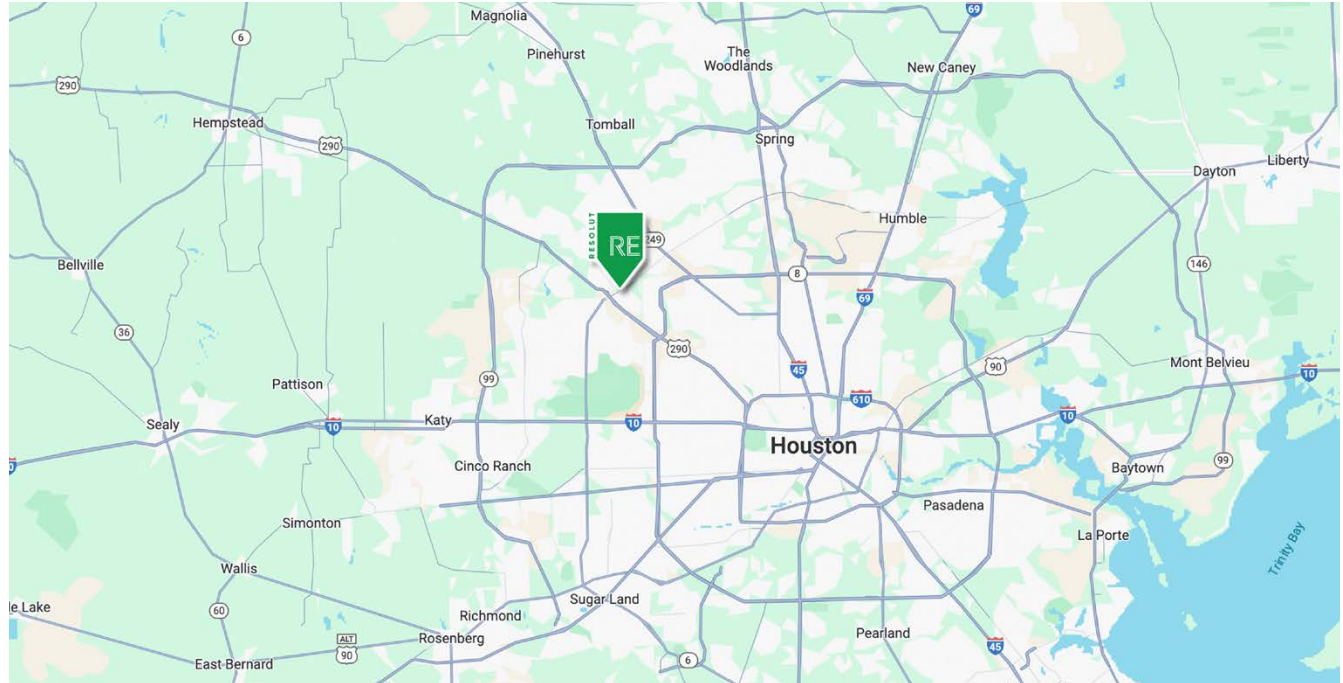 69
Magnolia
6
Pinehurst
The
Woodlands
New Caney
290
Hempstead
290
Tomball
Spring
Liberty
Dayton
RESOLUT
RE
249
Humble
Bellville
8
146
69
36
290
45
90
Mont Belvieu
10
Pattison
99
610
Sealy
10
Katy
10
10
Houston
Cinco Ranch
Baytown
99
Simonton
Pasadena
La Porte
Trinity Bay
Wallis
le Lake
60
Richmond
Sugar Land
Rosenberg
Pearland
ALT
90
East Bernard
6
45